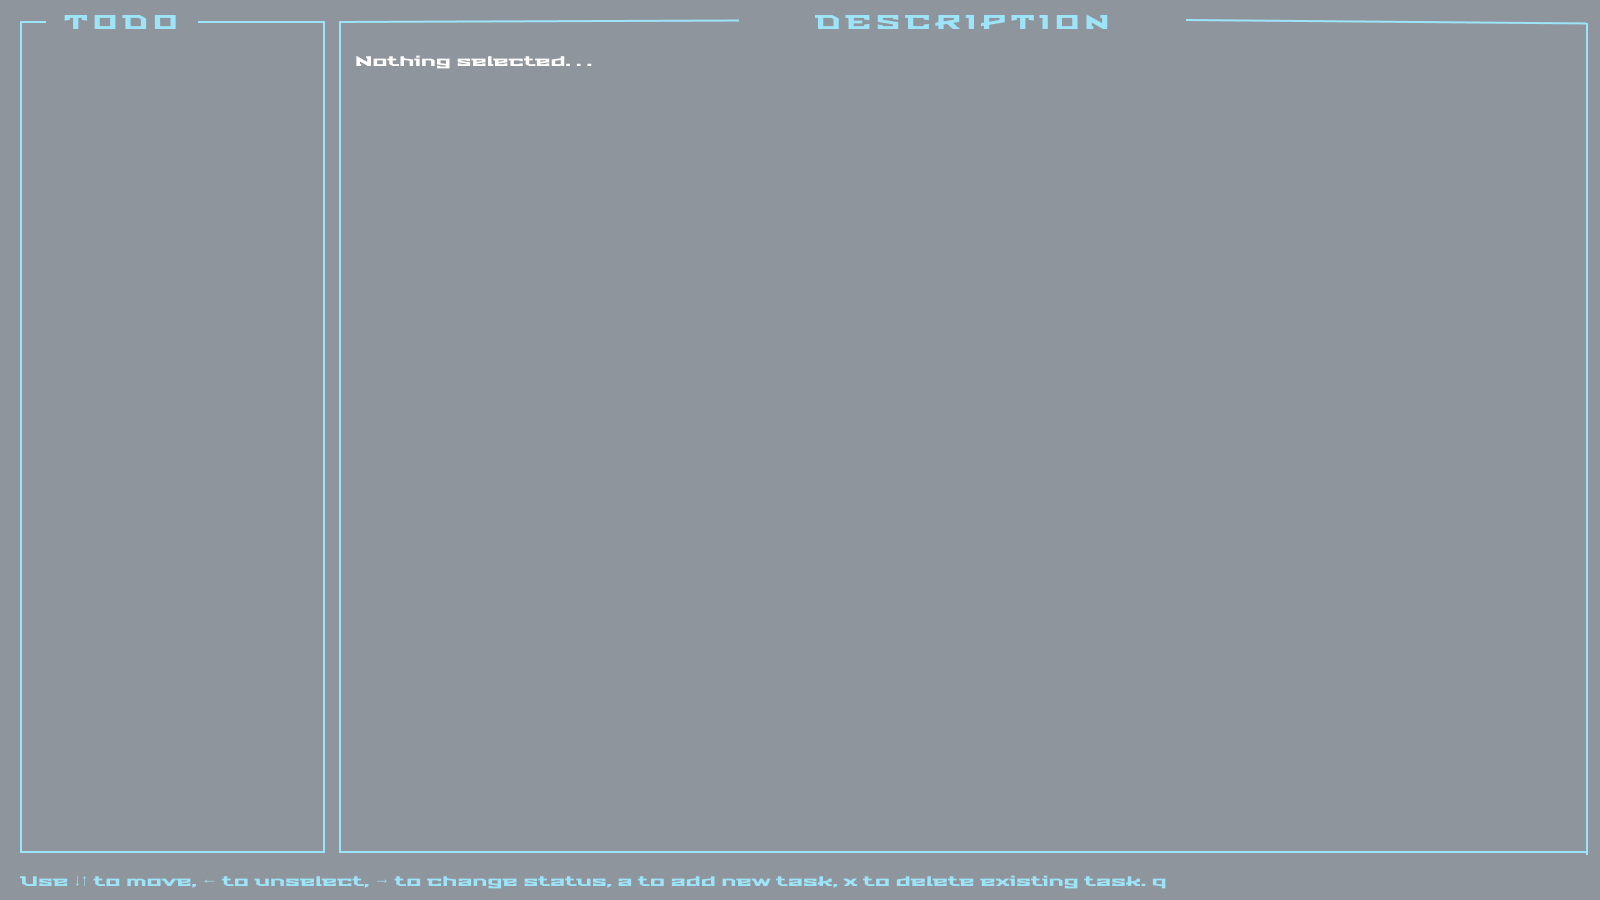 TODO
DESCRIPTION
Nothing selected...
Use ↓↑ to move, ← to unselect, → to change status, a to add new task, x to delete existing task. q